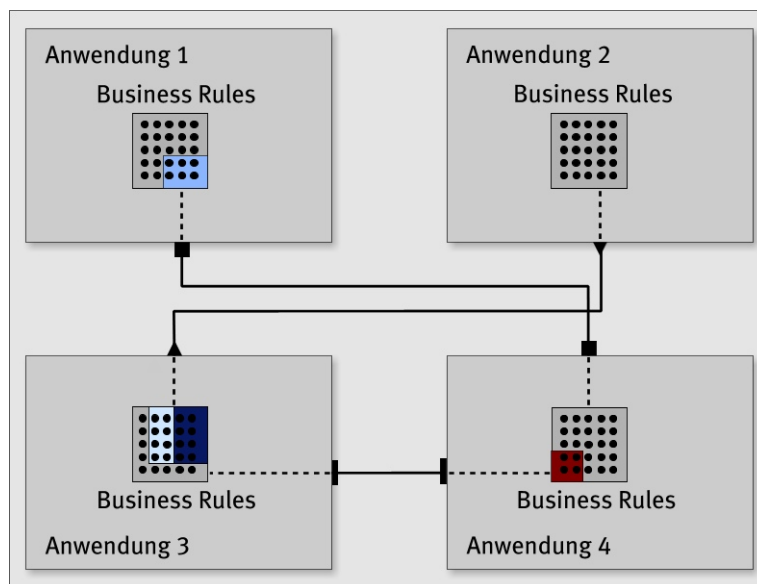 Anwendung 1
Business Rules
Anwendung 2
Business Rules
Business Rules
Anwendung 3
Business Rules
Anwendung 4